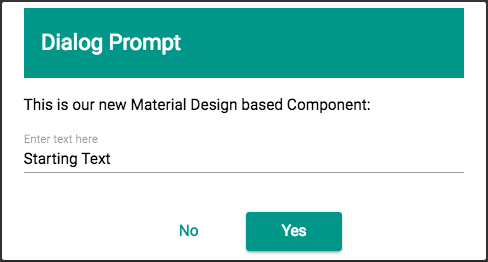 Dialog Prompt
This is our new Material Design based Component:
Enter text here
Starting Text
No Yes